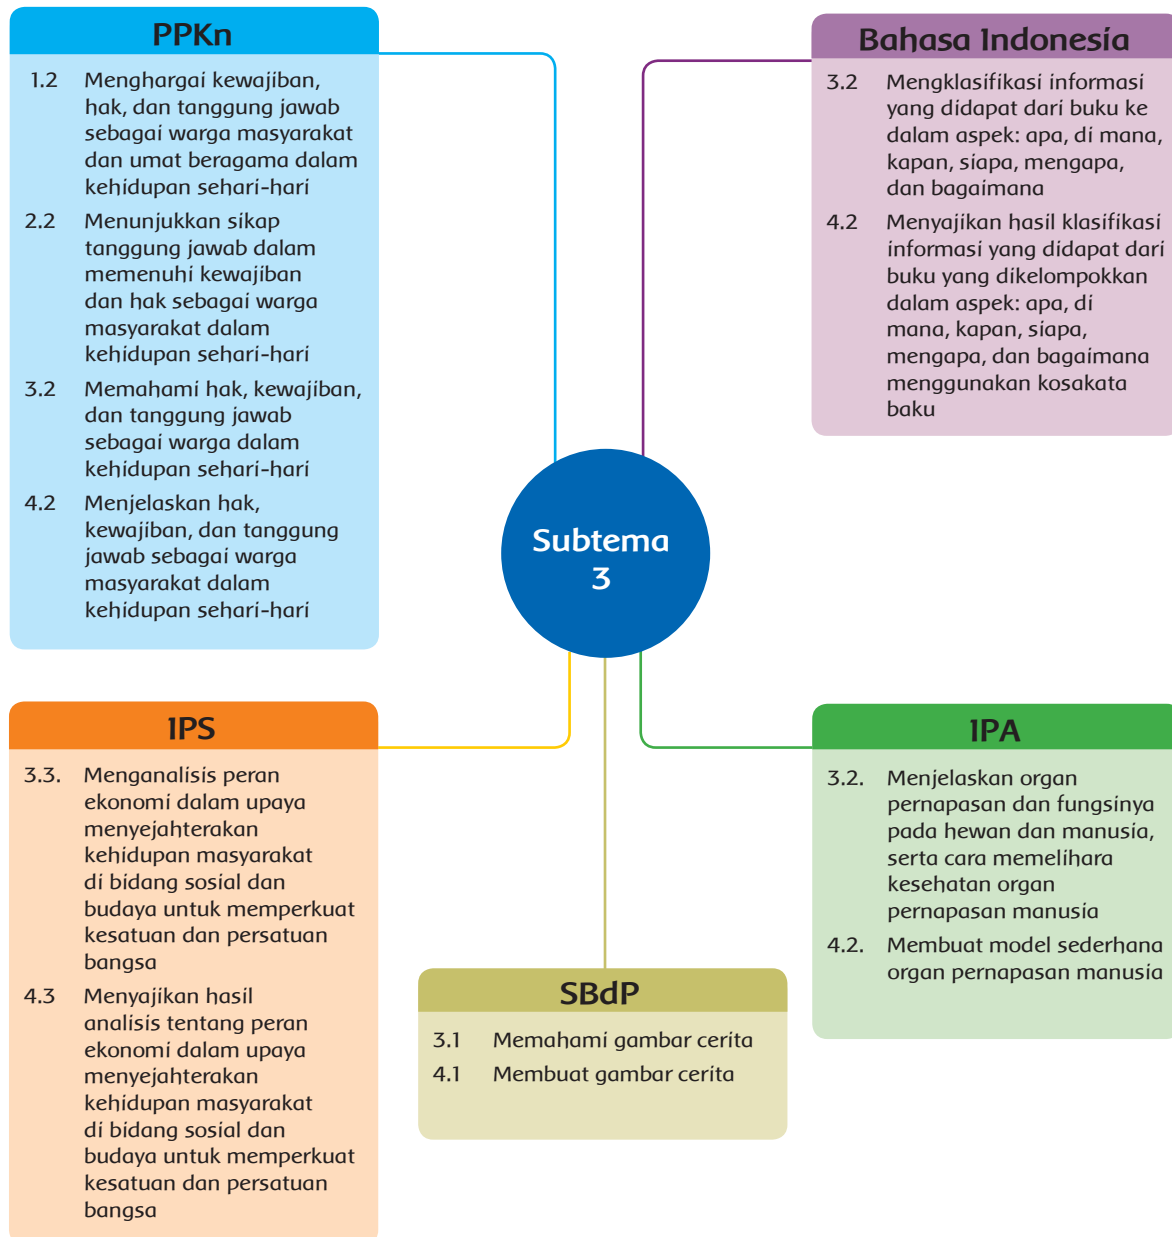 PPKn
1.2 Menghargai kewajiban,
hak, dan tanggung jawab
sebagai warga masyarakat
dan umat beragama dalam
kehidupan sehari-hari
2.2 Menunjukkan sikap
tanggung jawab dalam
memenuhi kewajiban
dan hak sebagai warga
masyarakat dalam
kehidupan sehari-hari
3.2 Memahami hak, kewajiban,
dan tanggung jawab
sebagai warga dalam
kehidupan sehari-hari
4.2 Menjelaskan hak,
kewajiban, dan tanggung
jawab sebagai warga
masyarakat dalam
kehidupan sehari-hari
Bahasa Indonesia
3.2 Mengklasifikasi informasi
yang didapat dari buku ke
dalam aspek: apa, di mana,
kapan, siapa, mengapa,
dan bagaimana
4.2 Menyajikan hasil klasifikasi
informasi yang didapat dari
buku yang dikelompokkan
dalam aspek: apa, di
mana, kapan, siapa,
mengapa, dan bagaimana
menggunakan kosakata
baku
Subtema
3
IPS
3.3. Menganalisis peran
ekonomi dalam upaya
menyejahterakan
kehidupan masyarakat
di bidang sosial dan
budaya untuk memperkuat
kesatuan dan persatuan
bangsa
4.3 Menyajikan hasil
analisis tentang peran
ekonomi dalam upaya
menyejahterakan
kehidupan masyarakat
di bidang sosial dan
budaya untuk memperkuat
kesatuan dan persatuan
bangsa
SBdP
3.1 Memahami gambar cerita
4.1 Membuat gambar cerita
IPA
3.2. Menjelaskan organ
pernapasan dan fungsinya
pada hewan dan manusia,
serta cara memelihara
kesehatan organ
pernapasan manusia
4.2. Membuat model sederhana
organ pernapasan manusia